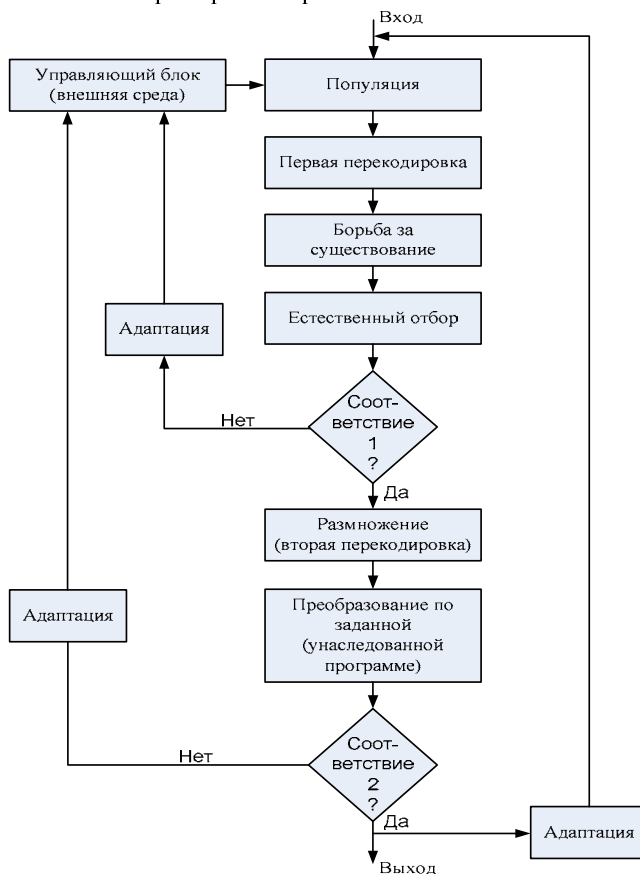 Вход
Управляющий блок
(внешняя среда)
Популяция
Первая перекодировка
Борьба за
существование
Естественный отбор
Адаптация
Соот-
ветствие
1
?
Нет
Да
Размножение
(вторая перекодировка)
Преобразование по
заданной
(унаследованной
программе)
Адаптация
Соот-
ветствие
2
?
Нет
Да
Адаптация
Выход